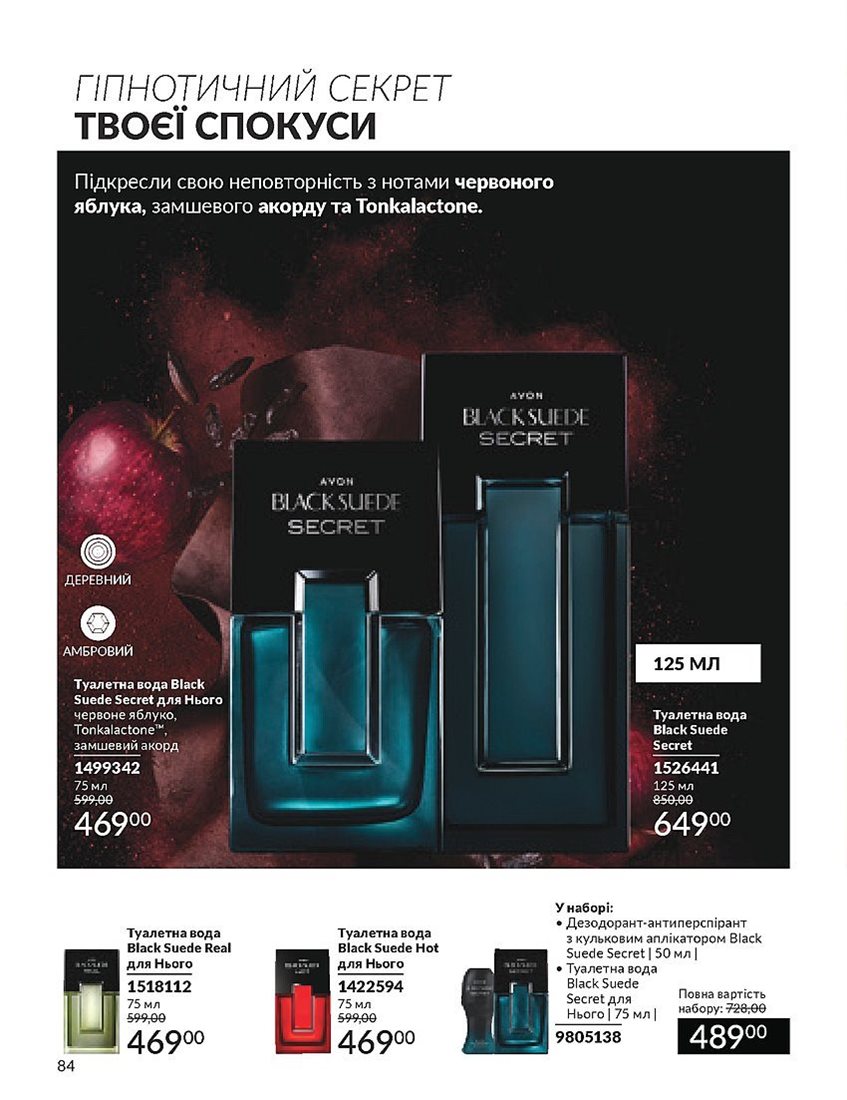 ГІПНОТИЧНИЙ СЕКРЕТ
ТВОЄЇ СПОКУСИ
Підкресли свою неповторність з нотами червоного
яблука, замшевого акорду та Tonkalactone.
AVON
BLACK SUEDE
SECRET
AVON
BLACK SUEDE
SECRET
ДЕРЕВНИЙ
АМБРОВИЙ
Туалетна вода Black
Suede Secret для Нього
червоне яблуко,
Tonkalactone™,
замшевий акорд
1499342
75 мл
599,00
46900
125 МЛ
Туалетна вода
Black Suede
Secret
1526441
125 мл
850,00
64900
Туалетна вода
Black Suede Real
для Нього
1518112
75 мл
599,00
46900
Туалетна вода
Black Suede Hot
для Нього
1422594
75 мл
599,00
46900
У наборі:
• Дезодорант-антиперспірант
з кульковим аплікатором Black
Suede Secret | 50 мл |
• Туалетна вода
Black Suede
Secret для
Нього | 75 мл |
9805138
Повна вартість
набору: 728,00
48900
84